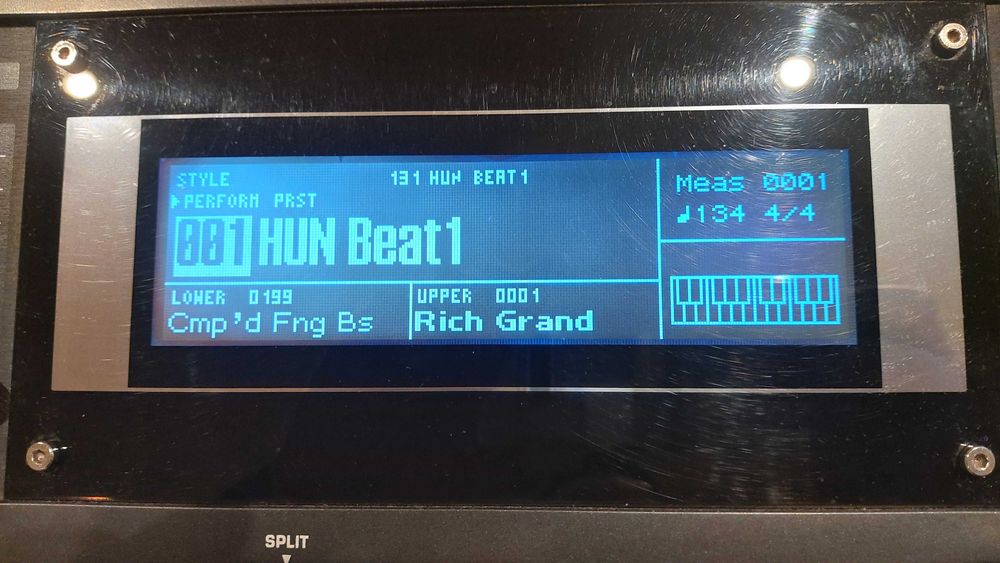 STYLE 131 HUN BEAT1
PERFORM PRST
001 HUN Beat1
Meas 0001
♩134 4/4
LOWER 0199
Cmp'd Fng Bs
UPPER 0001
Rich Grand
SPLIT